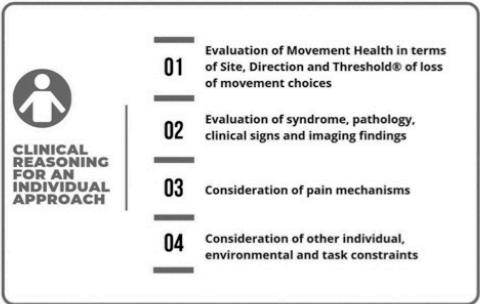 CLINICAL
REASONING
FOR AN
INDIVIDUAL
APPROACH
01
Evaluation of Movement Health in terms
of Site, Direction and Threshold® of loss
of movement choices
02
Evaluation of syndrome, pathology,
clinical signs and imaging findings
03
Consideration of pain mechanisms
04
Consideration of other individual,
environmental and task constraints